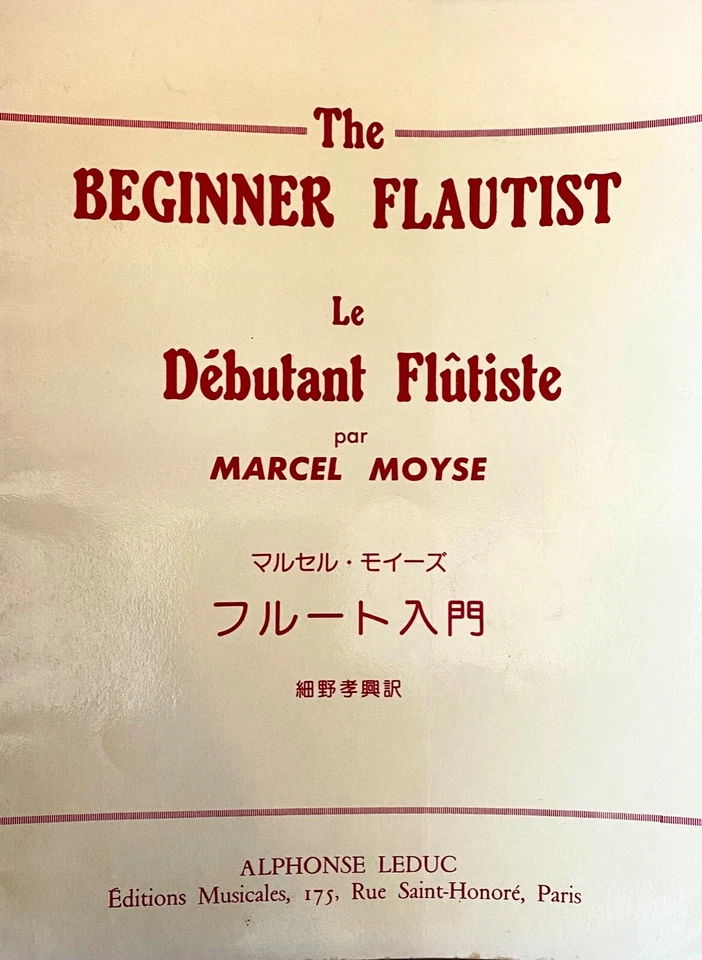 The
BEGINNER FLAUTIST
Le
Débutant Flûtiste
par
MARCEL MOYSE
マルセル・モイーズ
フルート入門
細野孝興訳
ALPHONSE LEDUC
Éditions Musicales, 175, Rue Saint-Honoré, Paris